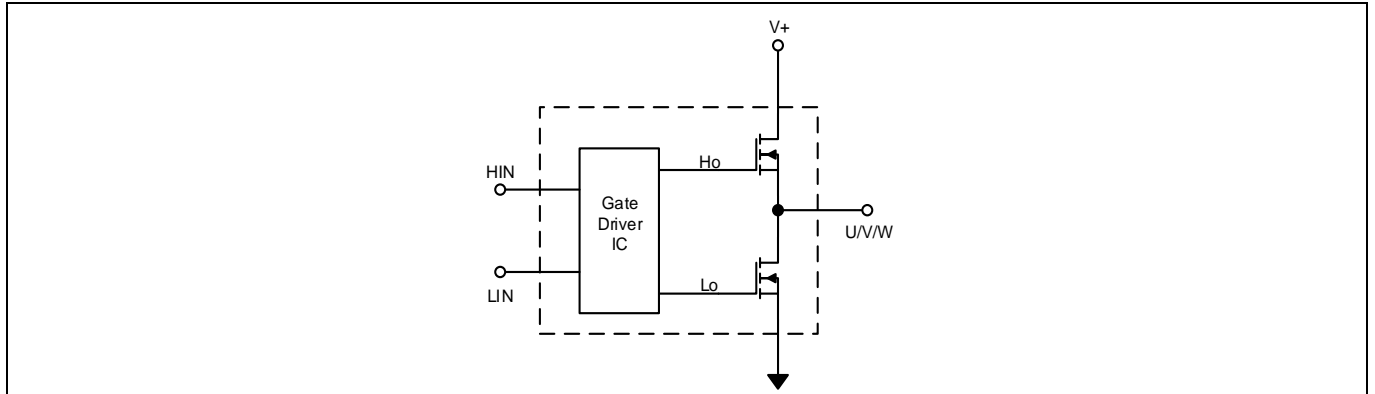 V+
HIN
Ho
Gate
Driver
IC
U/V/W
LIN
Lo